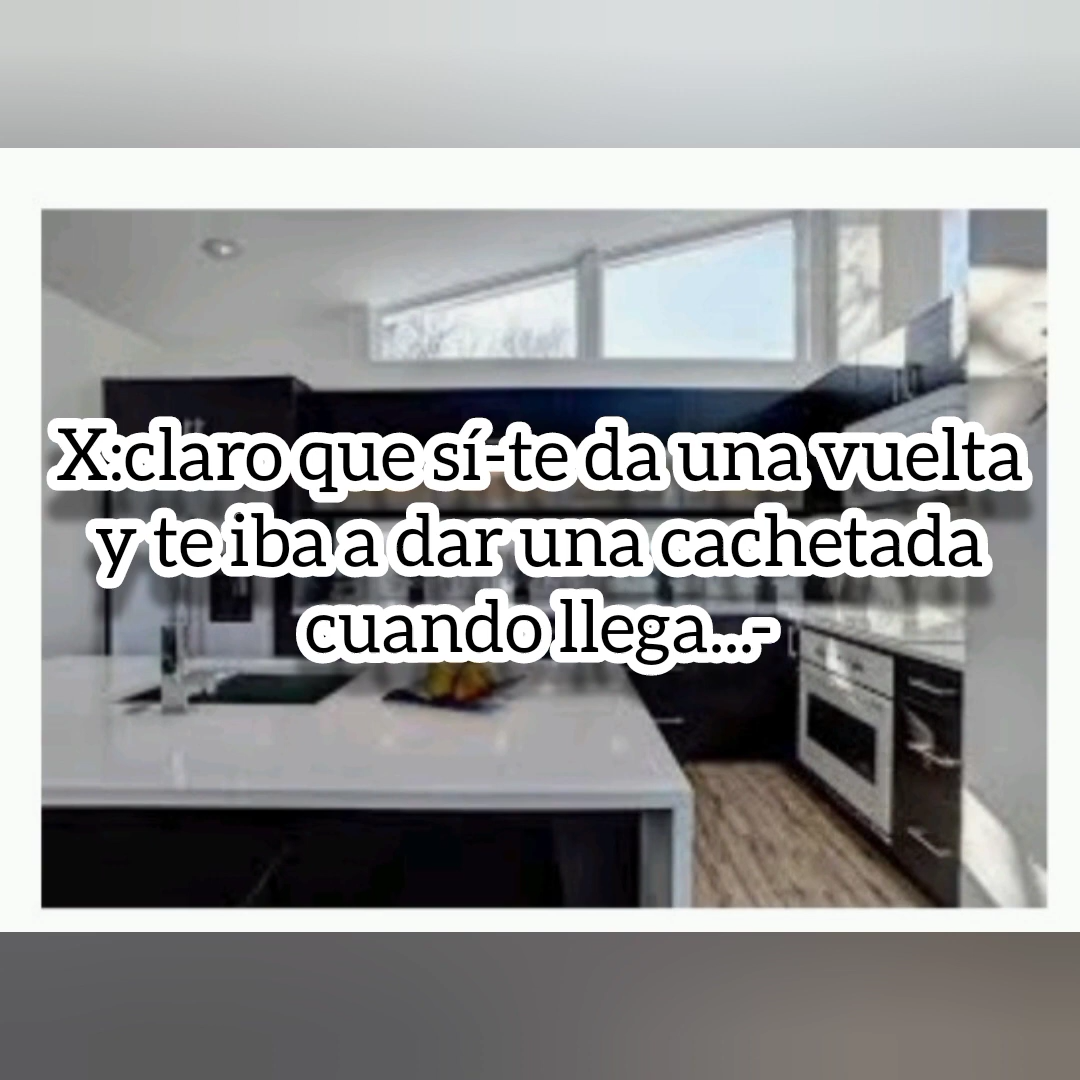 X:claro que sí-te da una vuelta
y te iba a dar una cachetada
cuando llega...-